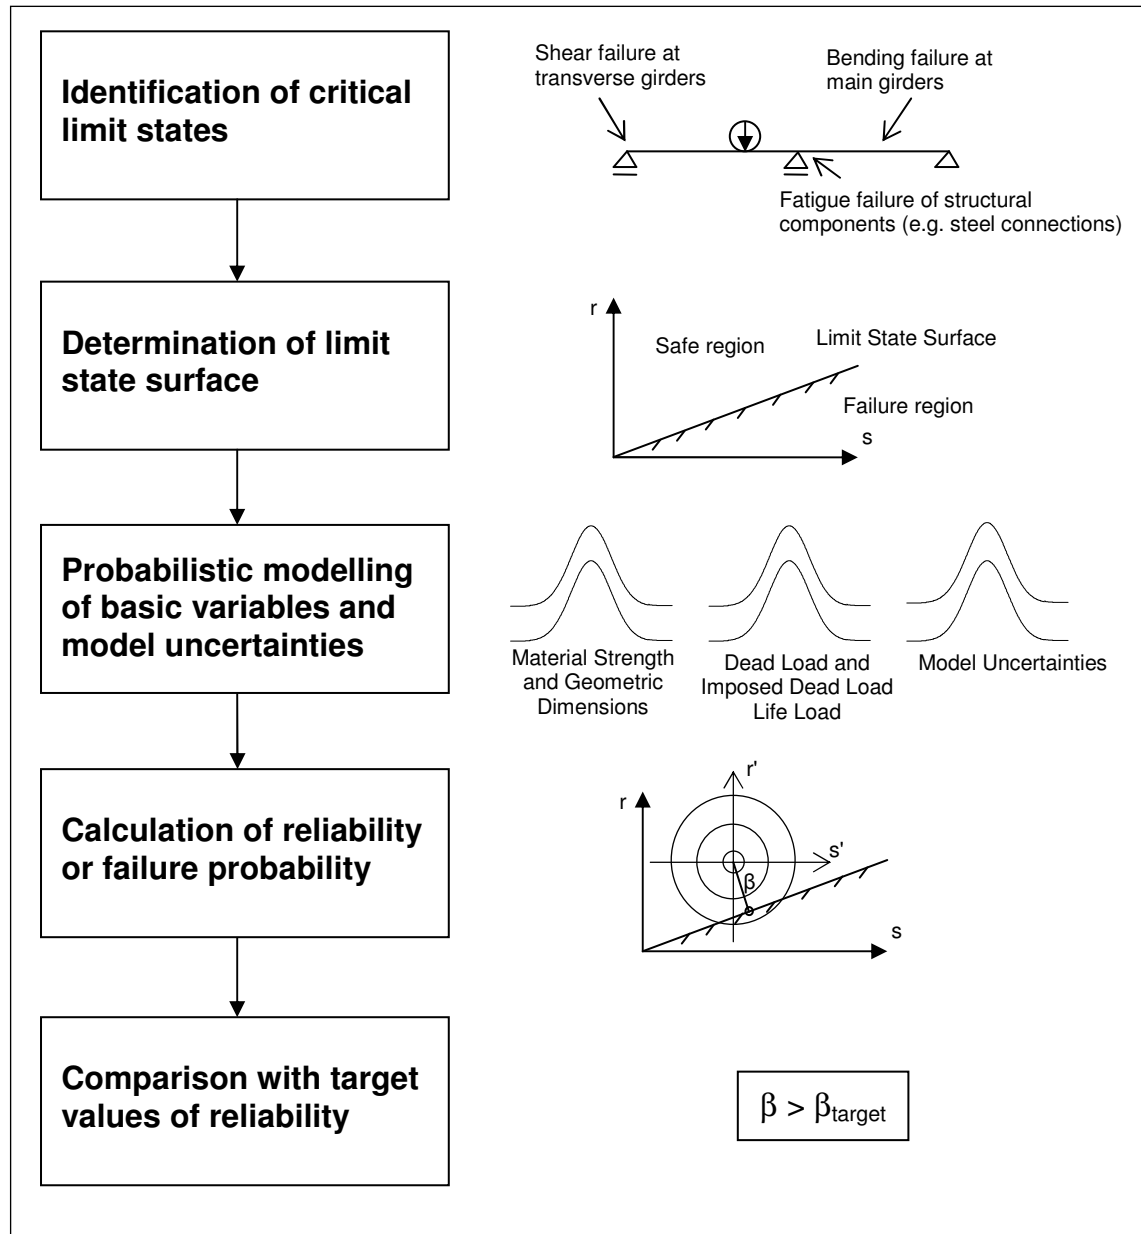 Identification of critical
limit states
Shear failure at
transverse girders
Bending failure at
main girders
Fatigue failure of structural
components (e.g. steel connections)
Determination of limit
state surface
r
Safe region
Limit State Surface
Failure region
s
Probabilistic modelling
of basic variables and
model uncertainties
Material Strength
and Geometric
Dimensions
Dead Load and
Imposed Dead Load
Life Load
Model Uncertainties
Calculation of reliability
or failure probability
r
r'
s'
β
s
Comparison with target
values of reliability
β > βtarget